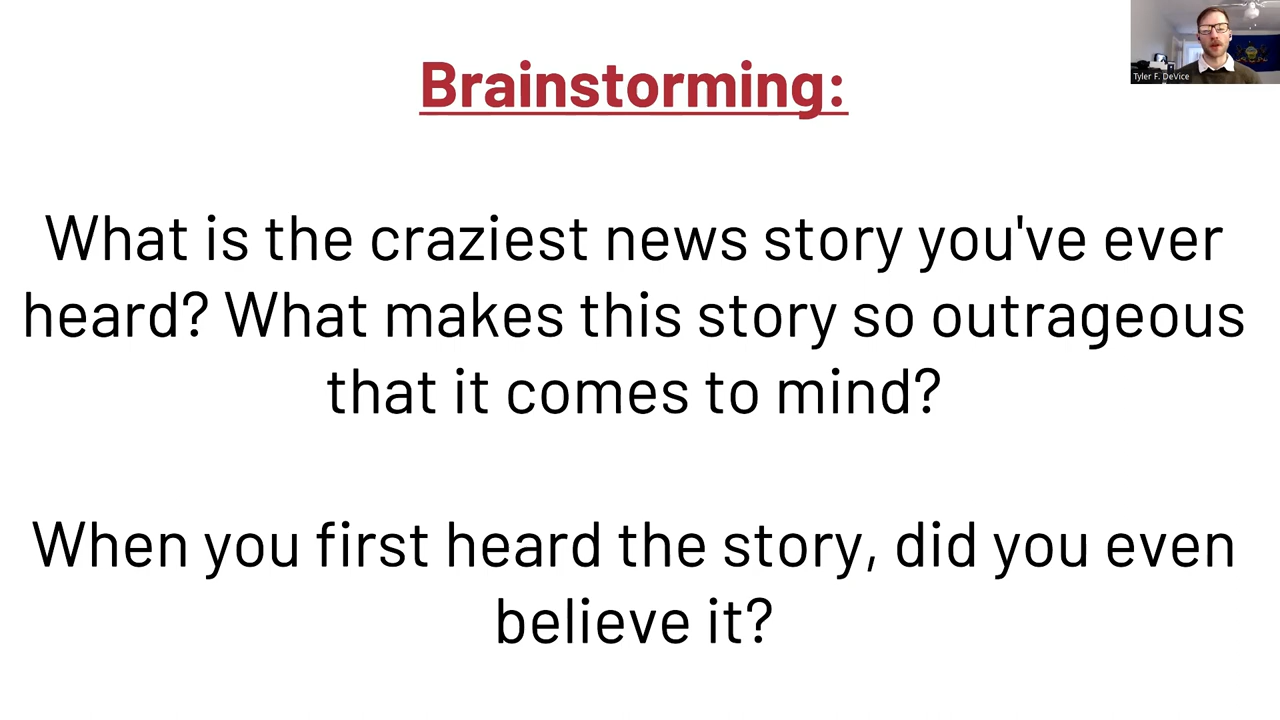 Brainstorming:
Tyler F. DeVice
What is the craziest news story you've ever
heard? What makes this story so outrageous
that it comes to mind?
When you first heard the story, did you even
believe it?